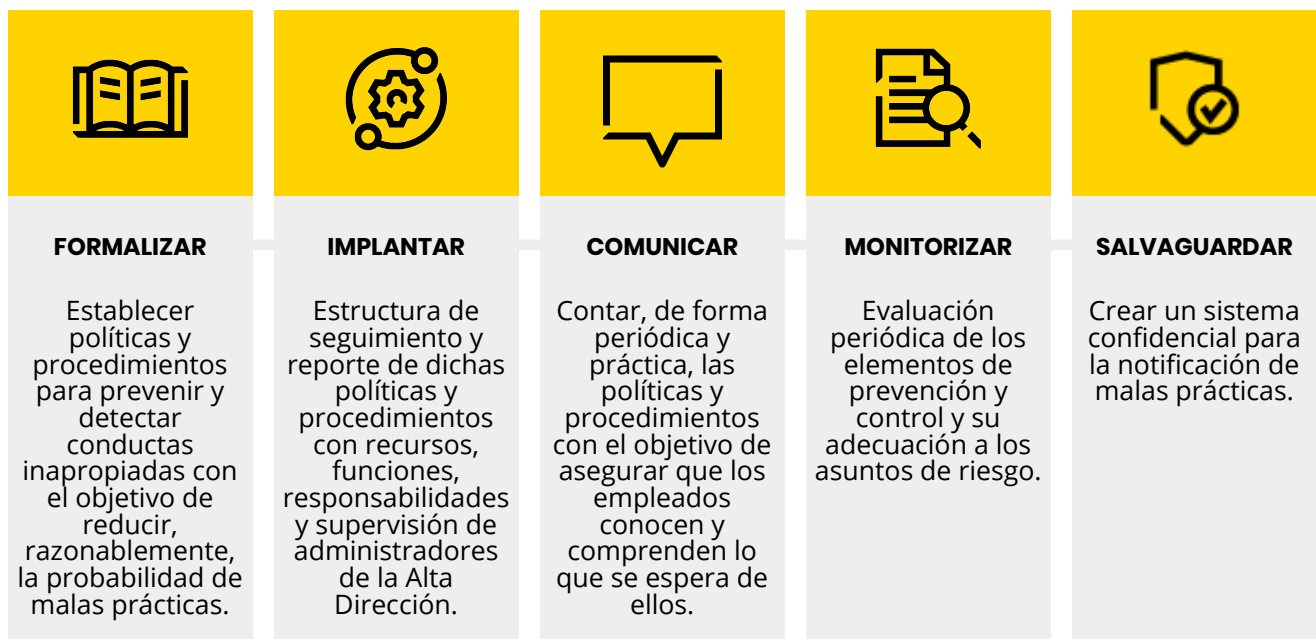 FORMALIZAR
Establecer
políticas y
procedimientos
para prevenir y
detectar
conductas
inapropiadas con
el objetivo de
reducir,
razonablemente,
la probabilidad de
malas prácticas.
IMPLANTAR
Estructura de
seguimiento y
reporte de dichas
políticas y
procedimientos
con recursos,
funciones,
responsabilidades
y supervisión de
administradores
de la Alta
Dirección.
COMUNICAR
Contar, de forma
periódica y
práctica, las
políticas y
procedimientos
con el objetivo de
asegurar que los
empleados
conocen y
comprenden lo
que se espera de
ellos.
MONITORIZAR
Evaluación
periódica de los
elementos de
prevención y
control y su
adecuación a los
asuntos de riesgo.
SALVAGUARDAR
Crear un sistema
confidencial para
la notificación de
malas prácticas.